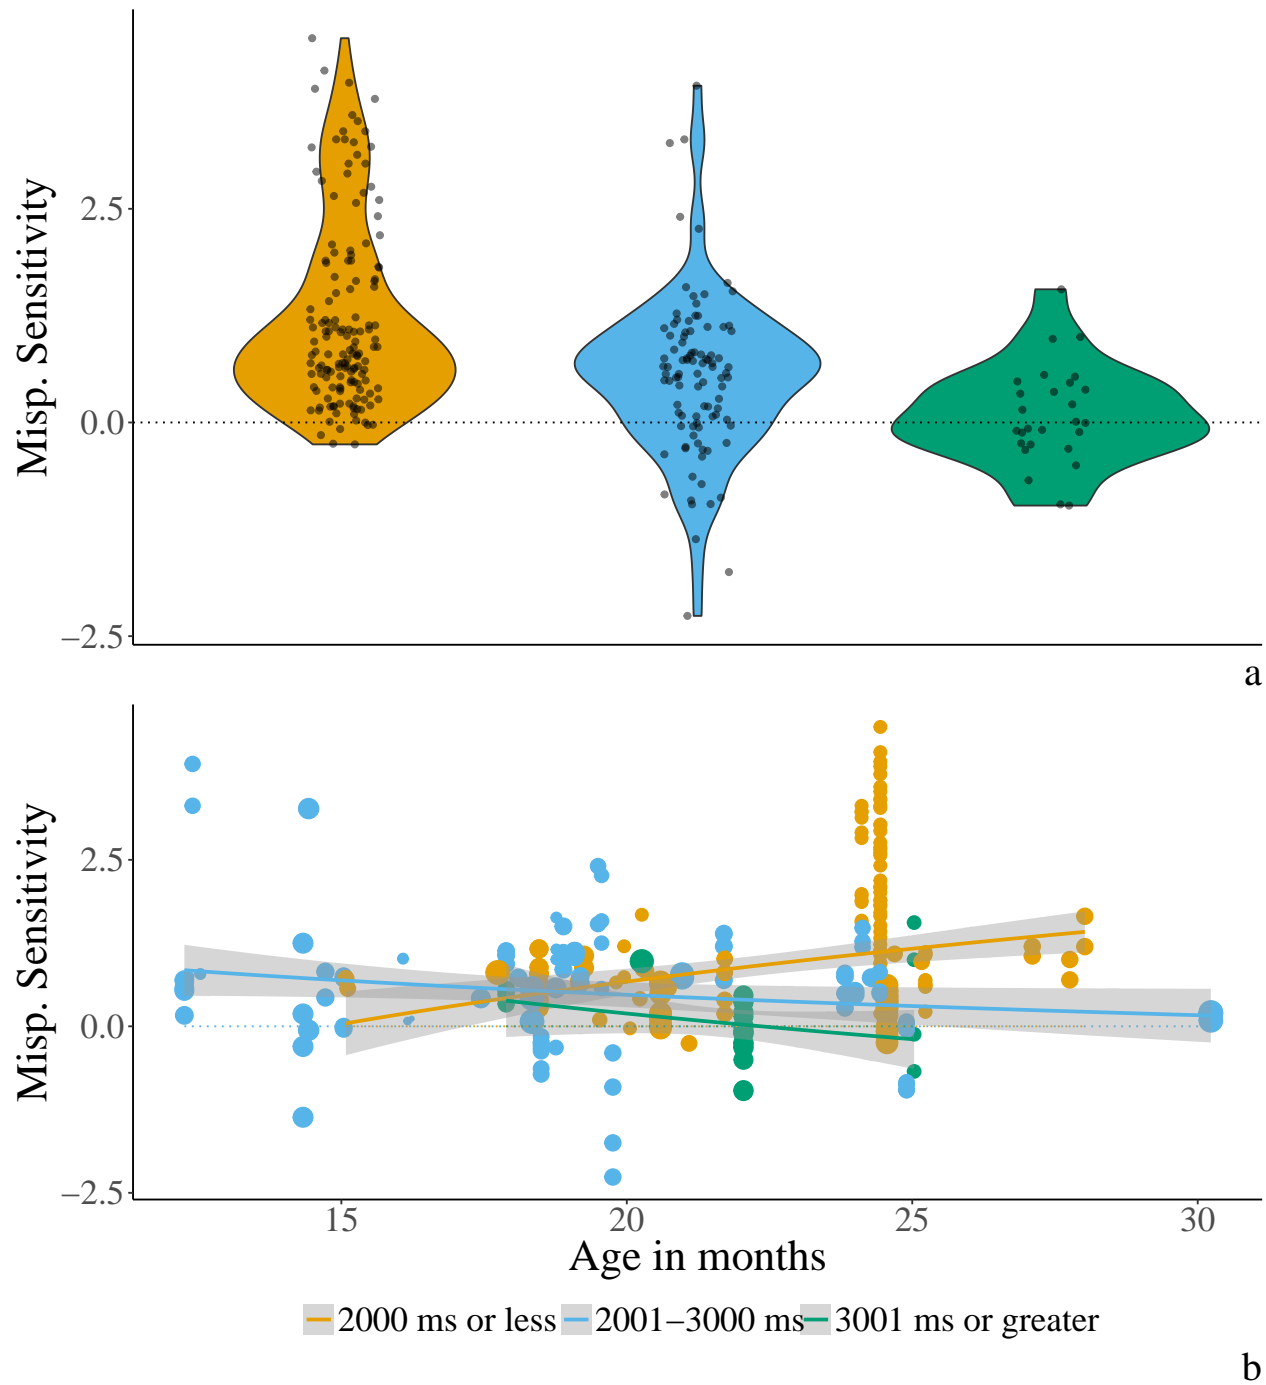 Misp. Sensitivity
2.5
0.0
−2.5
a
Misp. Sensitivity
2.5
0.0
−2.5
15 20 25 30
Age in months
2000 ms or less 2001−3000 ms 3001 ms or greater
b